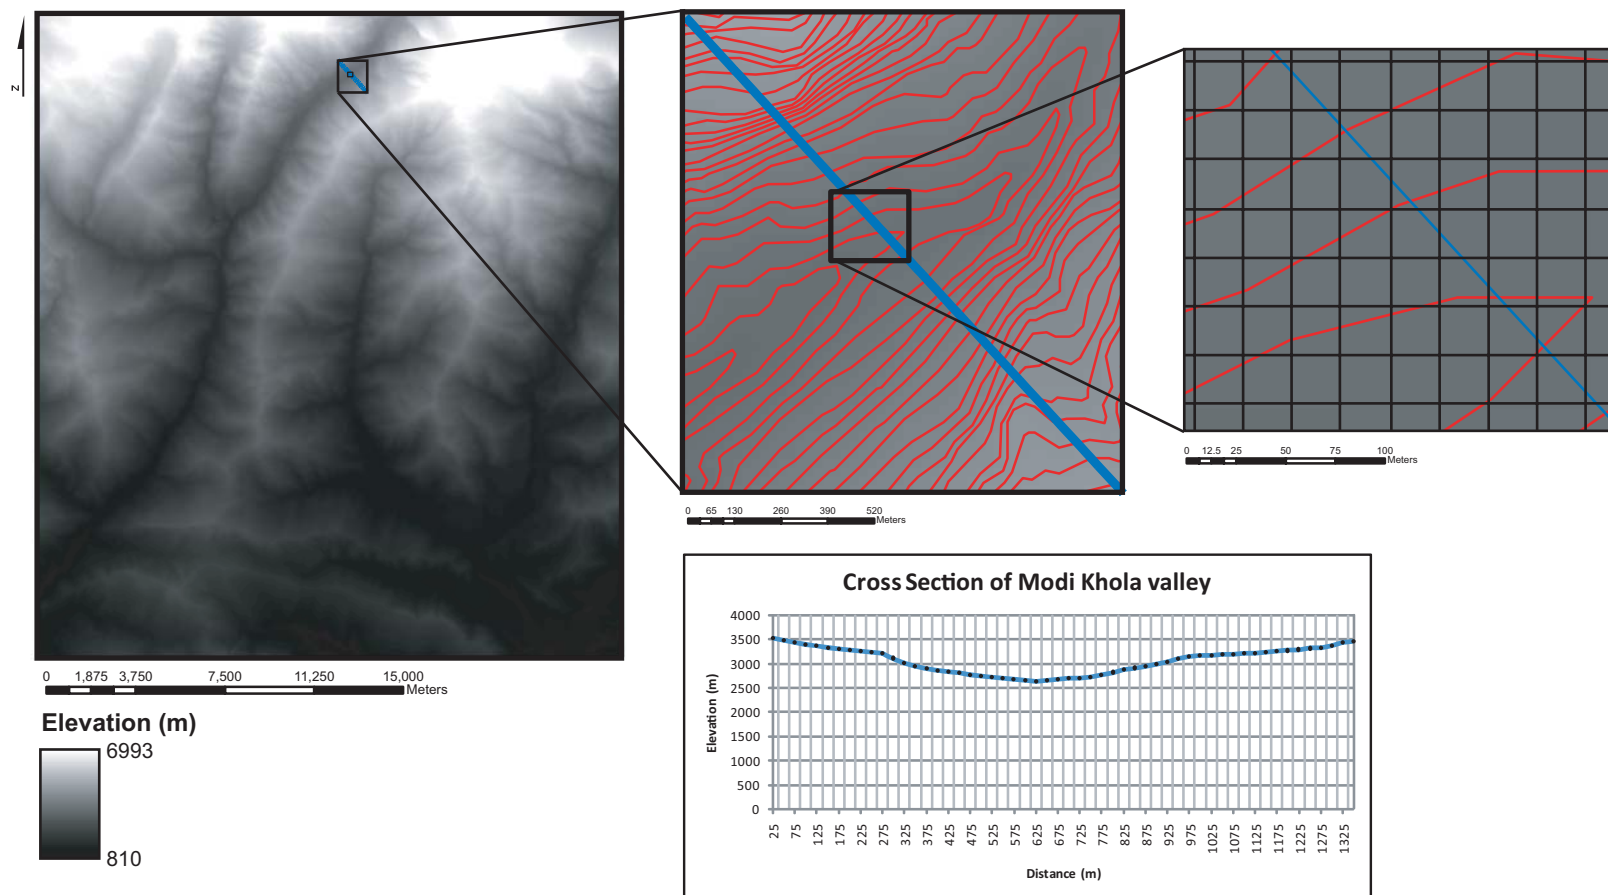 N
0 1,875 3,750 7,500 11,250 15,000
Meters
Elevation (m)
6993
810
0 65 130 260 390 520
Meters
0 12.5 25 50 75 100
Meters
Cross Section of Modi Khola valley
Elevation (m)
4000
3500
3000
2500
2000
1500
1000
500
0
25 75 125 175 225 275 325 375 425 475 525 575 625 675 725 775 825 875 925 975 1025 1075 1125 1175 1225 1275 1325
Distance (m)